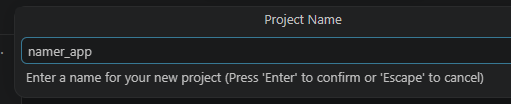 Project Name
namer_app
Enter a name for your new project (Press 'Enter' to confirm or 'Escape' to cancel)